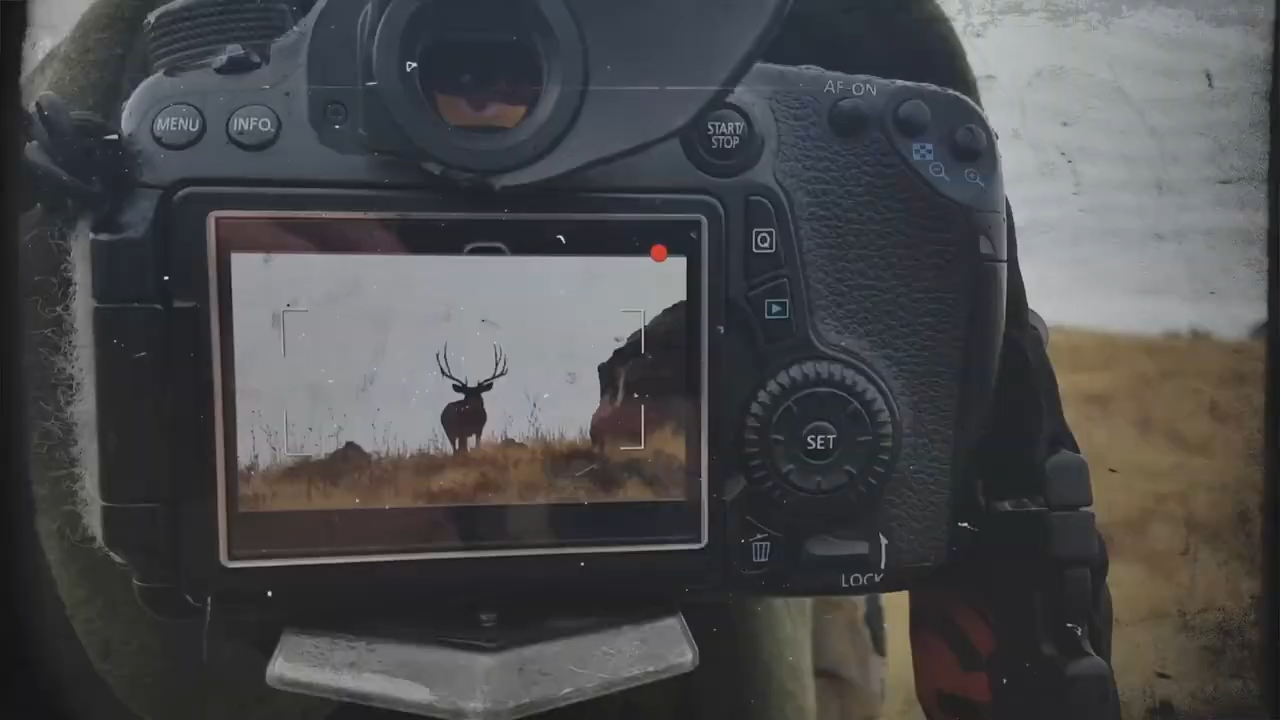 MENU
INFO.
START/
STOP
AF-ON
Q
SET
LOCK